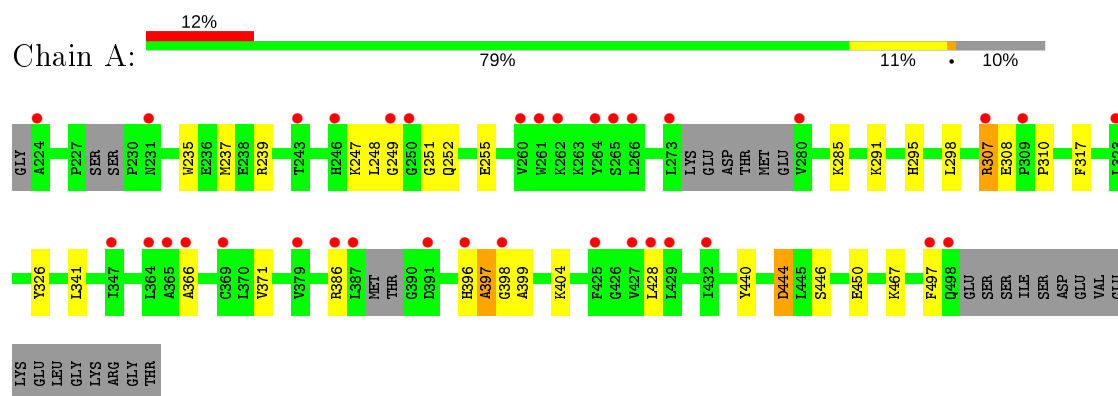 12%
Chain A:
79% 11% • 10%
GLY A224 P227 SER SER P230 N231 W235 E236 M237 E238 R239 T243 H246 K247 L248 G249 G250 G251 Q252 E255 V260 W261 K262 K263 Y264 S265 L266 L273 LYS GLU ASP THR MET GLU V280 K285 K291 H295 L298 R307 E308 P309 P310 F317 L323
Y326 L341 I347 L364 A365 A366 C369 L370 V371 V379 R386 L387 MET THR G390 D391 H396 A397 G398 A399 K404 F425 G426 V427 L428 L429 I432 Y440 D444 L445 S446 E450 K467 F497 Q498 GLU SER SER ILE SER ASP GLU VAL GLU
LYS GLU LEU GLY LYS ARG GLY THR